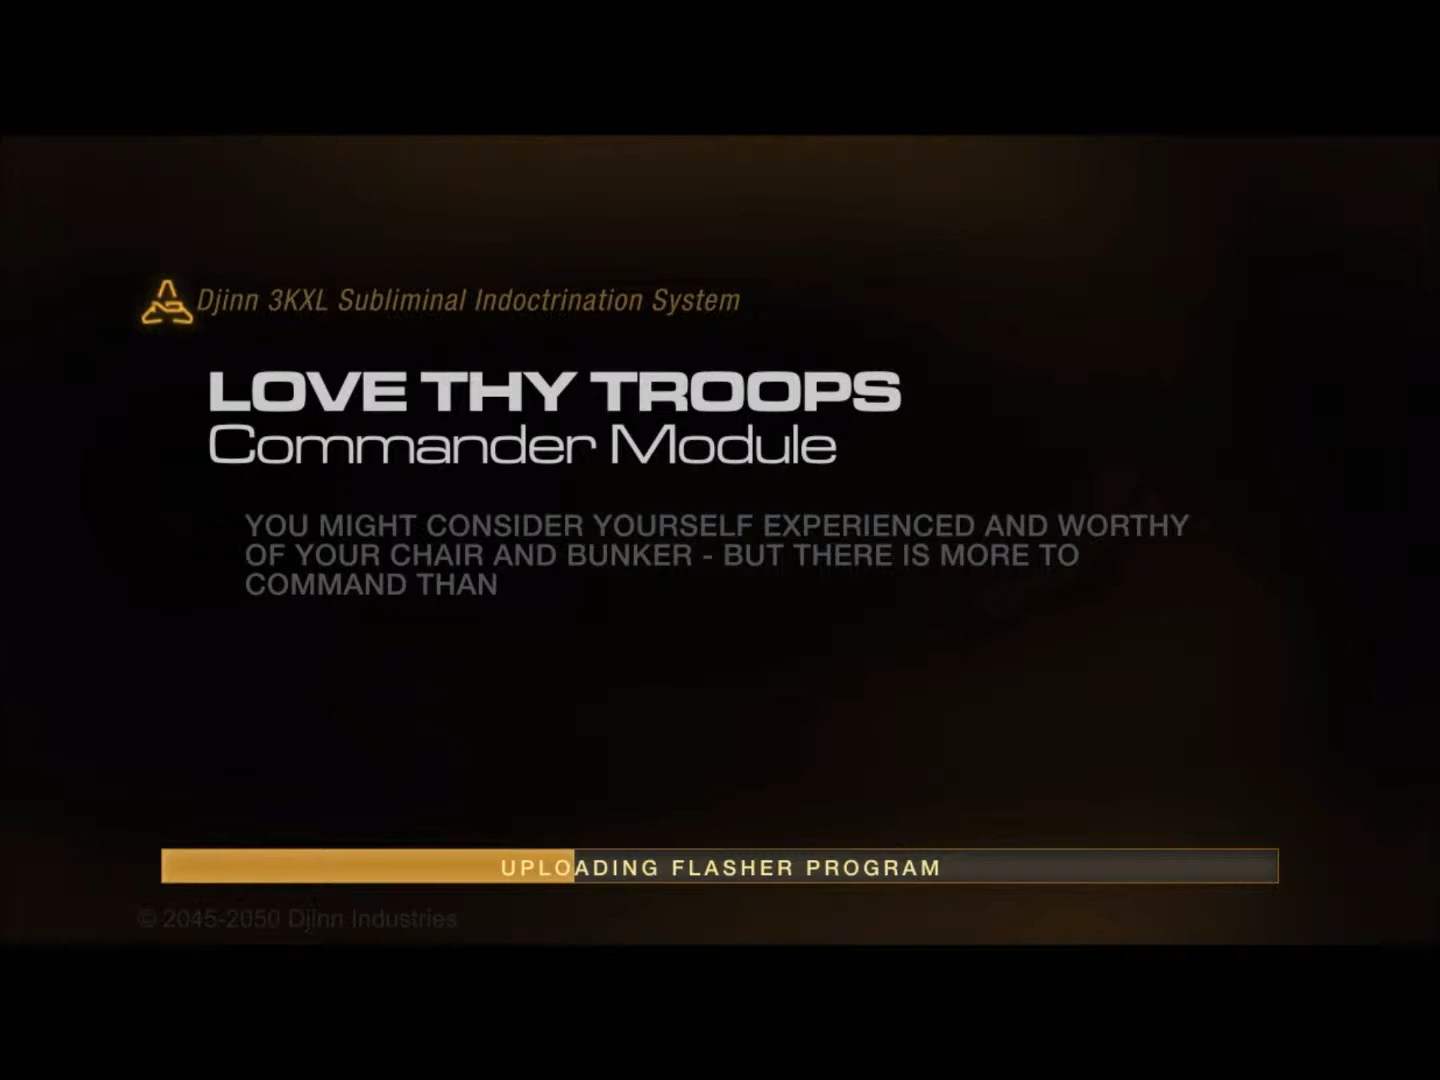 Djinn 3KXL Subliminal Indoctrination System
LOVE THY TROOPS
Commander Module
YOU MIGHT CONSIDER YOURSELF EXPERIENCED AND WORTHY
OF YOUR CHAIR AND BUNKER - BUT THERE IS MORE TO
COMMAND THAN
UPLOADING FLASHER PROGRAM
© 2045-2050 Djinn Industries